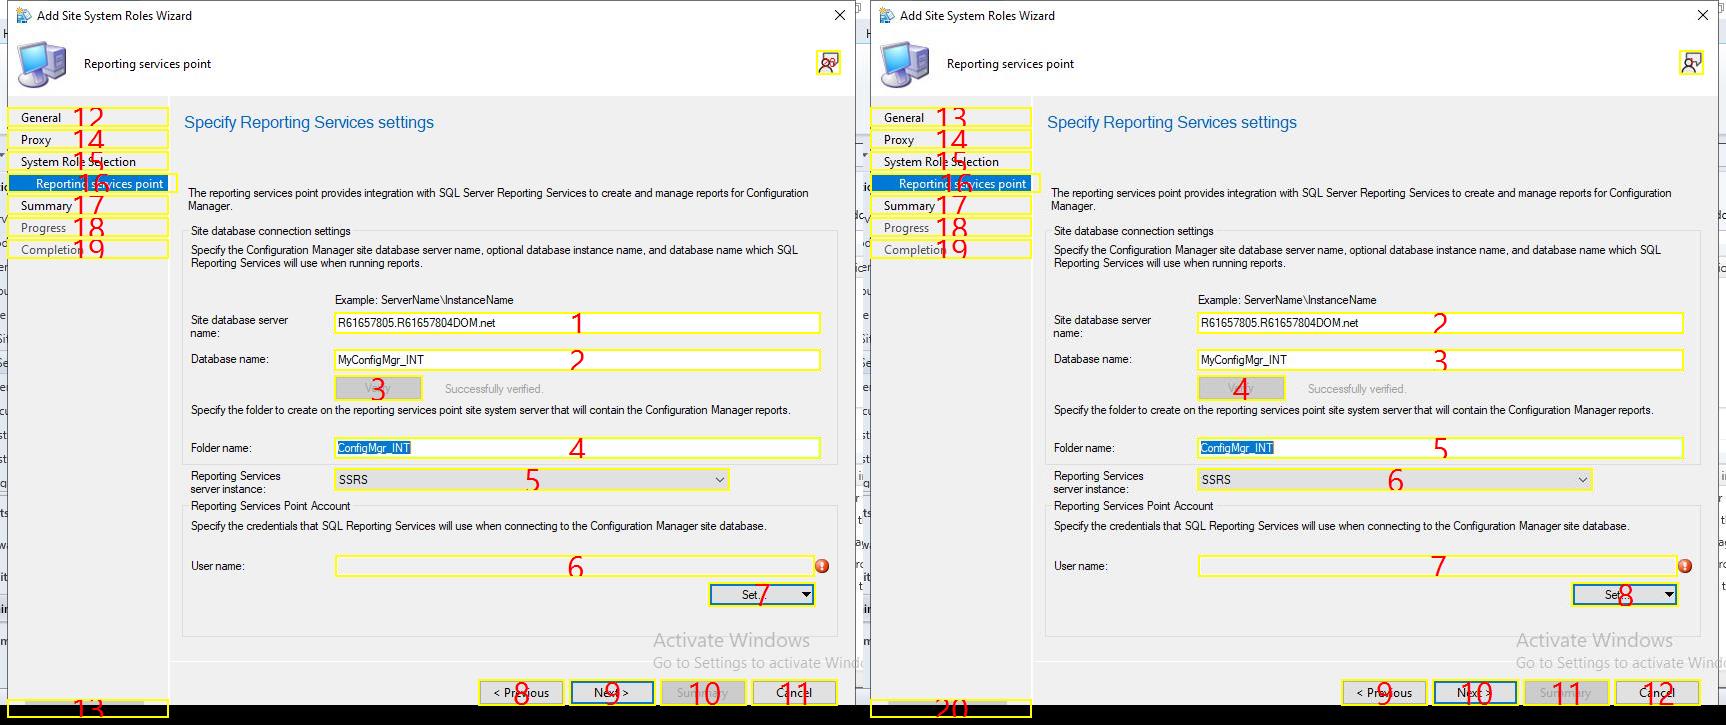 Add Site System Roles Wizard
Reporting services point
General 12
Proxy 14
System Role Selection 15
Reporting services point 16
Summary 17
Progress 18
Completion 19
13
Specify Reporting Services settings
The reporting services point provides integration with SQL Server Reporting Services to create and manage reports for Configuration
Manager.
Site database connection settings
Specify the Configuration Manager site database server name, optional database instance name, and database name which SQL
Reporting Services will use when running reports.
Example: ServerName\InstanceName
Site database server
name:
R61657805.R61657804DOM.net 1
Database name: MyConfigMgr_INT 2
3 Successfully verified.
Specify the folder to create on the reporting services point site system server that will contain the Configuration Manager reports.
Folder name: ConfigMgr_INT 4
Reporting Services
server instance:
SSRS 5
Reporting Services Point Account
Specify the credentials that SQL Reporting Services will use when connecting to the Configuration Manager site database.
User name: 6
Set... 7
Activate Windows
Go to Settings to activate Windo
< Previous 8 Next > 9 Summary 10 Cancel 11
Add Site System Roles Wizard
Reporting services point
General 13
Proxy 14
System Role Selection 15
Reporting services point 16
Summary 17
Progress 18
Completion 19
20
Specify Reporting Services settings
The reporting services point provides integration with SQL Server Reporting Services to create and manage reports for Configuration
Manager.
Site database connection settings
Specify the Configuration Manager site database server name, optional database instance name, and database name which SQL
Reporting Services will use when running reports.
Example: ServerName\InstanceName
Site database server
name:
R61657805.R61657804DOM.net 2
Database name: MyConfigMgr_INT 3
4 Successfully verified.
Specify the folder to create on the reporting services point site system server that will contain the Configuration Manager reports.
Folder name: ConfigMgr_INT 5
Reporting Services
server instance:
SSRS 6
Reporting Services Point Account
Specify the credentials that SQL Reporting Services will use when connecting to the Configuration Manager site database.
User name: 7
Set... 8
Activate Windows
Go to Settings to activate Window
< Previous 9 Next > 10 Summary 11 Cancel 12